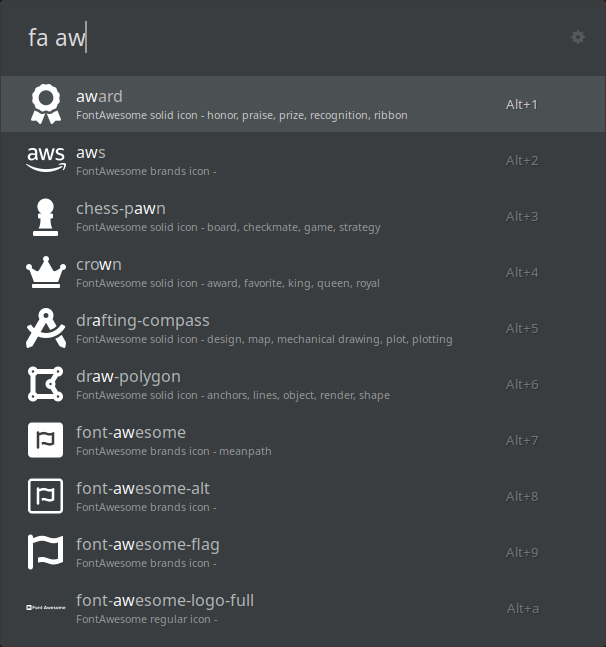 fa aw
award
FontAwesome solid icon - honor, praise, prize, recognition, ribbon
Alt+1
aws
aws
FontAwesome brands icon -
Alt+2
chess-pawn
FontAwesome solid icon - board, checkmate, game, strategy
Alt+3
crown
FontAwesome solid icon - award, favorite, king, queen, royal
Alt+4
drafting-compass
FontAwesome solid icon - design, map, mechanical drawing, plot, plotting
Alt+5
draw-polygon
FontAwesome solid icon - anchors, lines, object, render, shape
Alt+6
font-awesome
FontAwesome brands icon - meanpath
Alt+7
font-awesome-alt
FontAwesome brands icon -
Alt+8
font-awesome-flag
FontAwesome brands icon -
Alt+9
Font Awesome
font-awesome-logo-full
FontAwesome regular icon -
Alt+a